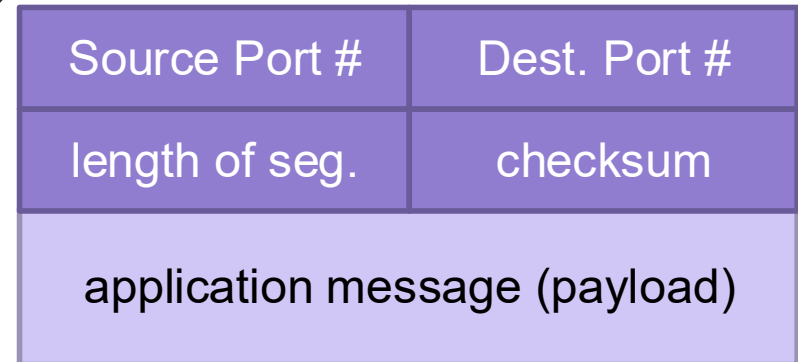 Source Port # Dest. Port #
length of seg. checksum
application message (payload)